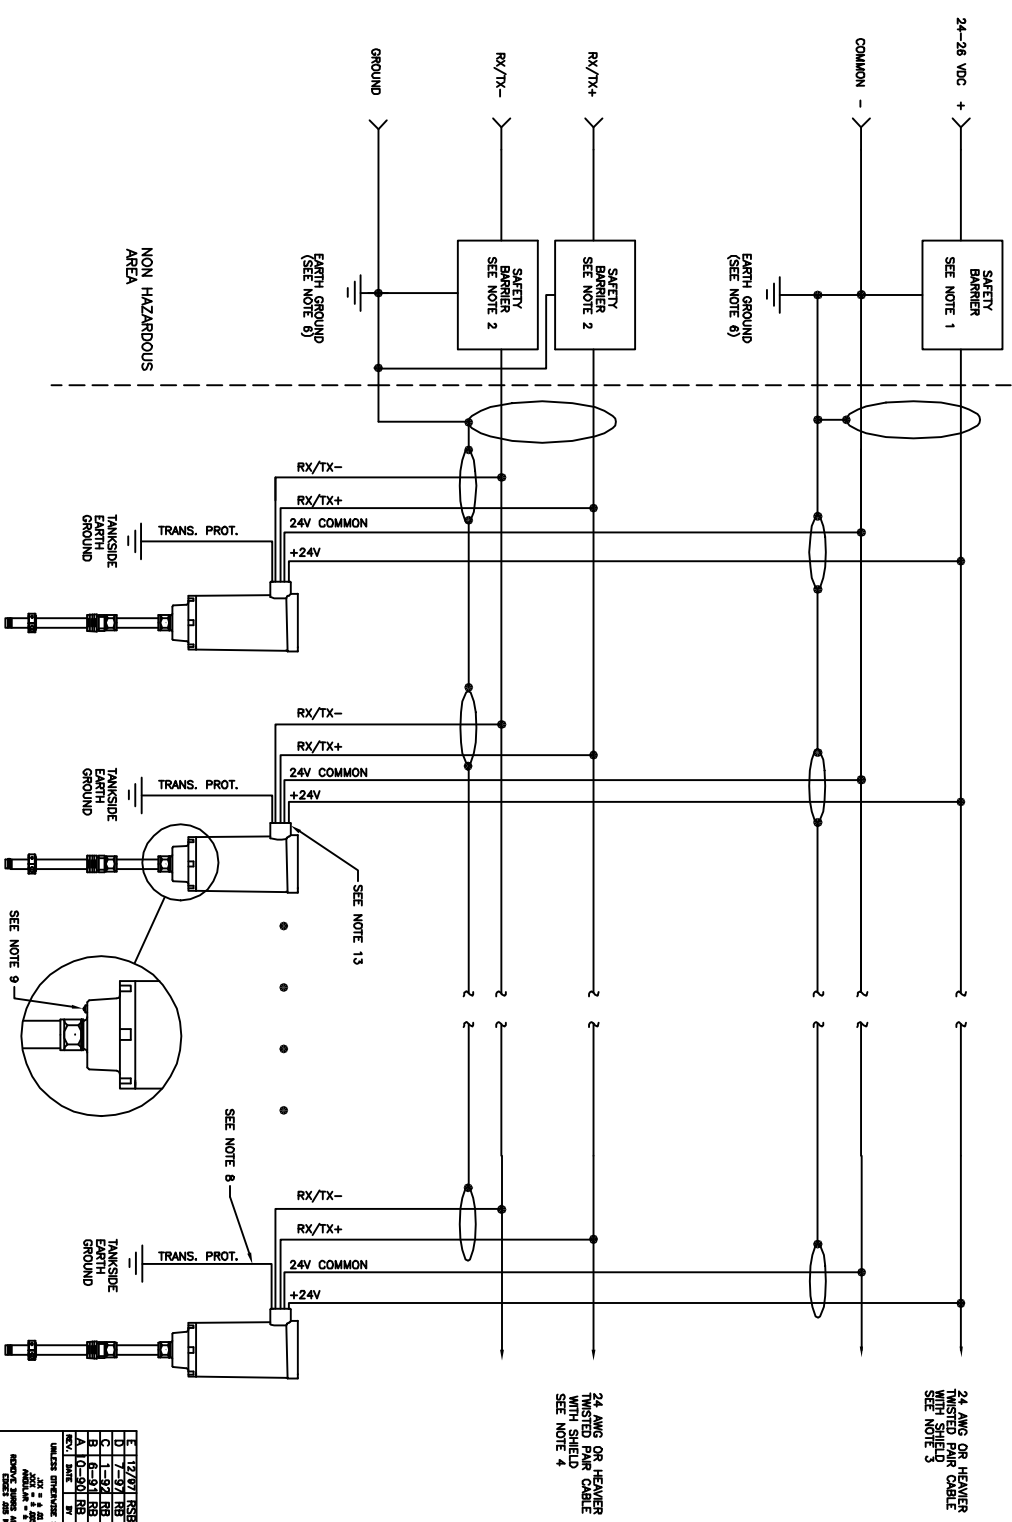 24-26 VDC +
COMMON -
RX/TX+
RX/TX-
GROUND
SAFETY
BARRIER
SEE NOTE 1
EARTH GROUND
(SEE NOTE 6)
SAFETY
BARRIER
SEE NOTE 2
SAFETY
BARRIER
SEE NOTE 2
EARTH GROUND
(SEE NOTE 6)
NON HAZARDOUS
AREA
RX/TX-
RX/TX+
24V COMMON
+24V
TRANS. PROT.
TANKSIDE
EARTH
GROUND
RX/TX-
RX/TX+
24V COMMON
+24V
TRANS. PROT.
TANKSIDE
EARTH
GROUND
SEE NOTE 13
SEE NOTE 9
SEE NOTE 8
RX/TX-
RX/TX+
24V COMMON
+24V
TRANS. PROT.
TANKSIDE
EARTH
GROUND
24 AWG OR HEAVIER
TWISTED PAIR CABLE
WITH SHIELD
SEE NOTE 3
24 AWG OR HEAVIER
TWISTED PAIR CABLE
WITH SHIELD
SEE NOTE 4
E 12/97 RSB
D 7-97 RB
C 1-92 RB
B 6-91 RB
A 10-90 RB
REV. DATE BY
UNLESS OTHERWISE